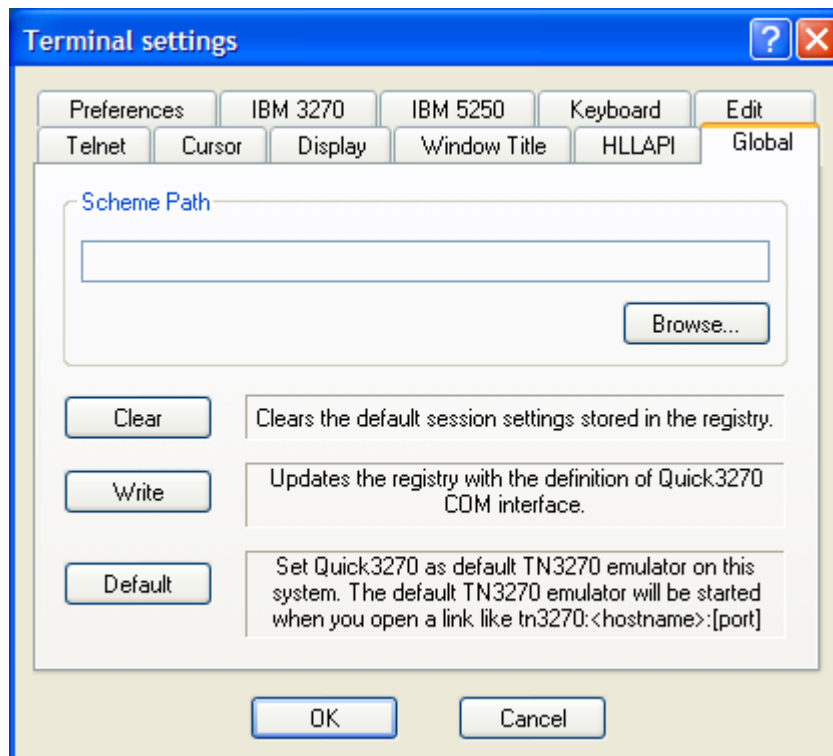 Terminal settings
Preferences IBM 3270 IBM 5250 Keyboard Edit
Telnet Cursor Display Window Title HLLAPI Global
Scheme Path
Browse...
Clear
Clears the default session settings stored in the registry.
Write
Updates the registry with the definition of Quick3270
COM interface.
Default
Set Quick3270 as default TN3270 emulator on this
system. The default TN3270 emulator will be started
when you open a link like tn3270:<hostname>:[port]
OK Cancel